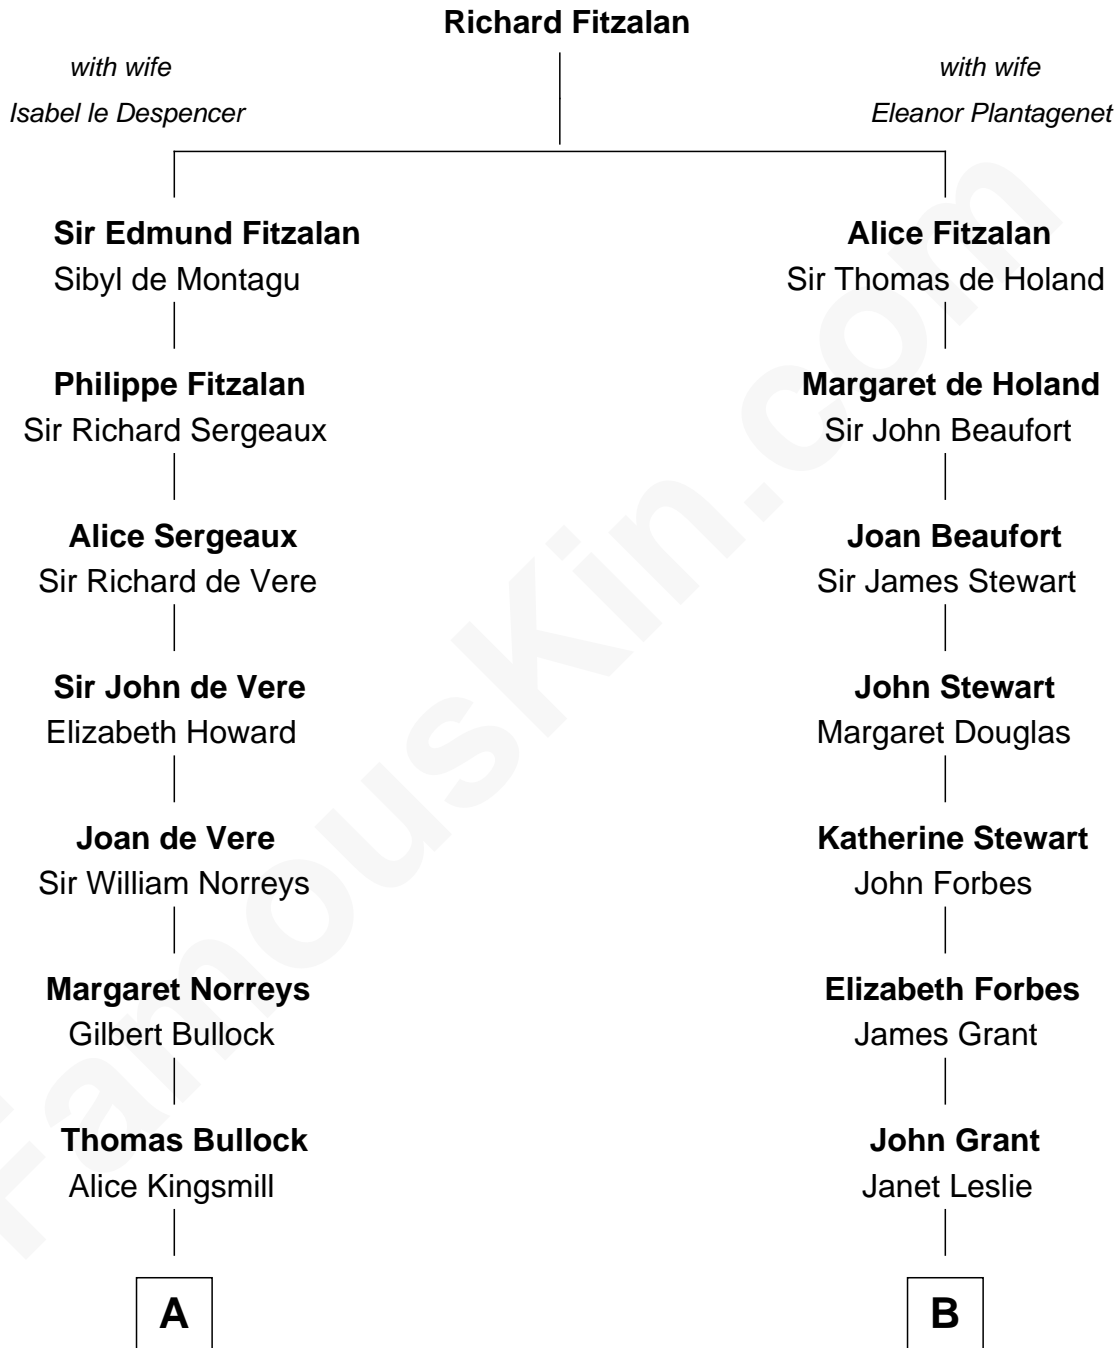 Richard Fitzalan
with wife
Isabel le Despencer
with wife
Eleanor Plantagenet
Sir Edmund Fitzalan
Sibyl de Montagu
Alice Fitzalan
Sir Thomas de Holand
Philippe Fitzalan
Sir Richard Sergeaux
Margaret de Holand
Sir John Beaufort
Alice Sergeaux
Sir Richard de Vere
Joan Beaufort
Sir James Stewart
Sir John de Vere
Elizabeth Howard
John Stewart
Margaret Douglas
Joan de Vere
Sir William Norreys
Katherine Stewart
John Forbes
Margaret Norreys
Gilbert Bullock
Elizabeth Forbes
James Grant
Thomas Bullock
Alice Kingsmill
John Grant
Janet Leslie
A
B
FamousKin.com